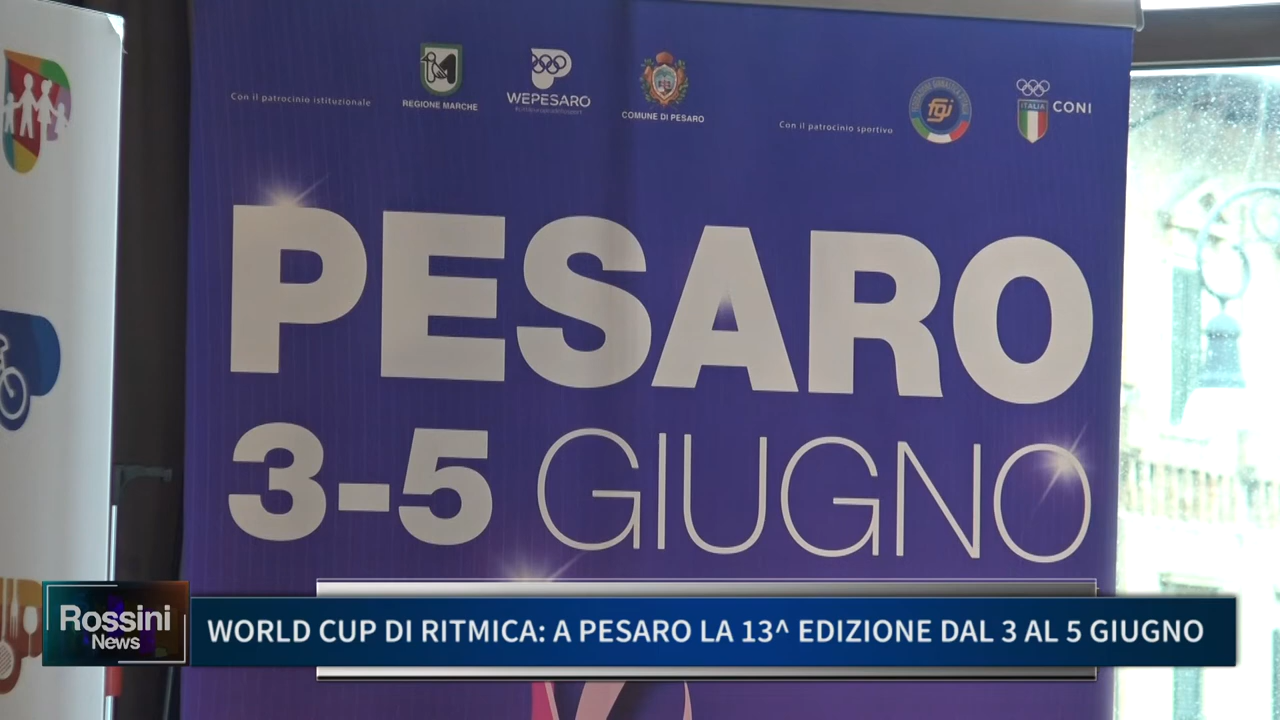 Con il patrocinio istituzionale
REGIONE MARCHE
WEPESARO
COMUNE DI PESARO
Con il patrocinio sportivo
fgi
ITALIA
CONI
PESARO
3-5 GIUGNO
Rossini
News
WORLD CUP DI RITMICA: A PESARO LA 13^ EDIZIONE DAL 3 AL 5 GIUGNO